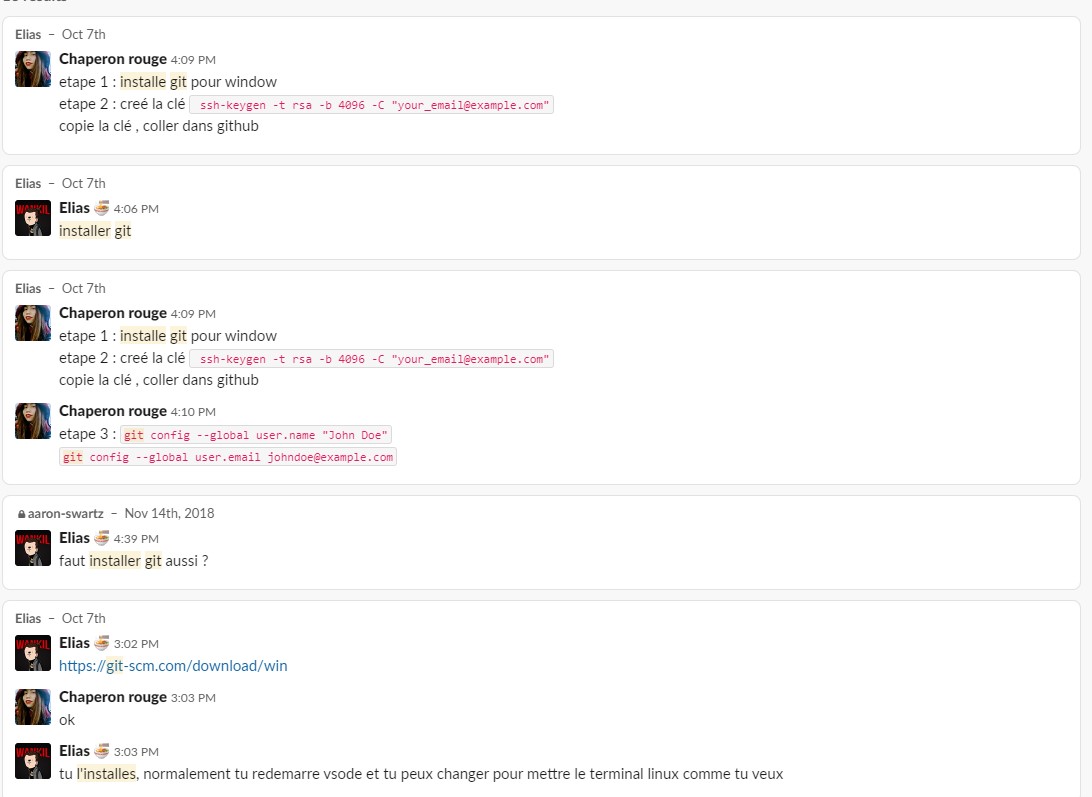 Elias – Oct 7th
Chaperon rouge 4:09 PM
etape 1 : installe git pour window
etape 2 : creé la clé ssh-keygen -t rsa -b 4096 -C "your_email@example.com"
copie la clé , coller dans github
Elias – Oct 7th
Elias 4:06 PM
installer git
Elias – Oct 7th
Chaperon rouge 4:09 PM
etape 1 : installe git pour window
etape 2 : creé la clé ssh-keygen -t rsa -b 4096 -C "your_email@example.com"
copie la clé , coller dans github
Chaperon rouge 4:10 PM
etape 3 : git config --global user.name "John Doe"
git config --global user.email johndoe@example.com
aaron-swartz – Nov 14th, 2018
Elias 4:39 PM
faut installer git aussi ?
Elias – Oct 7th
Elias 3:02 PM
https://git-scm.com/download/win
Chaperon rouge 3:03 PM
ok
Elias 3:03 PM
tu l'installes, normalement tu redemarre vsode et tu peux changer pour mettre le terminal linux comme tu veux